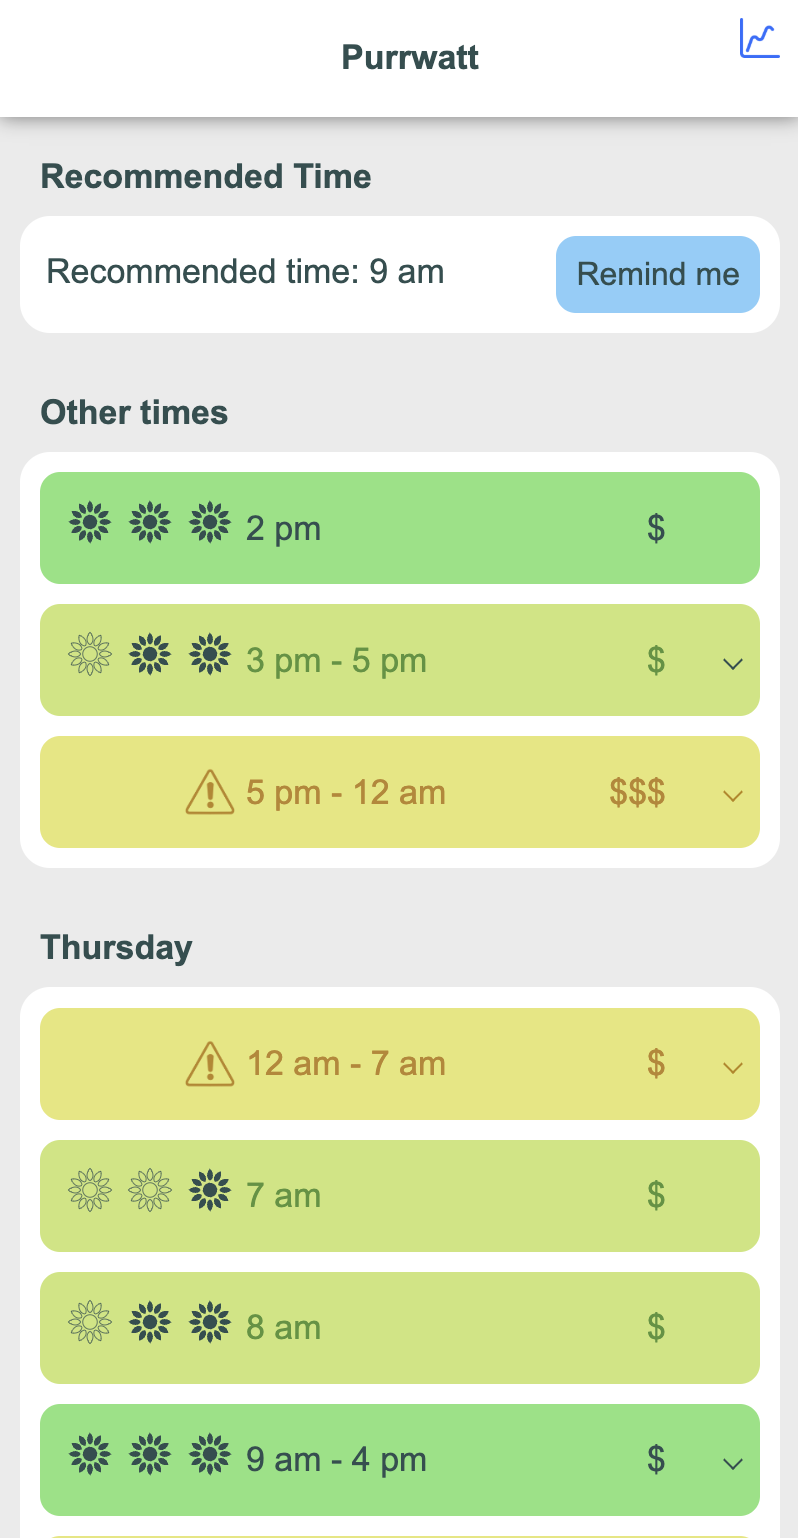 Purrwatt
Recommended Time
Recommended time: 9 am
Remind me
Other times
2 pm $
3 pm - 5 pm $
5 pm - 12 am $$$
Thursday
12 am - 7 am $
7 am $
8 am $
9 am - 4 pm $